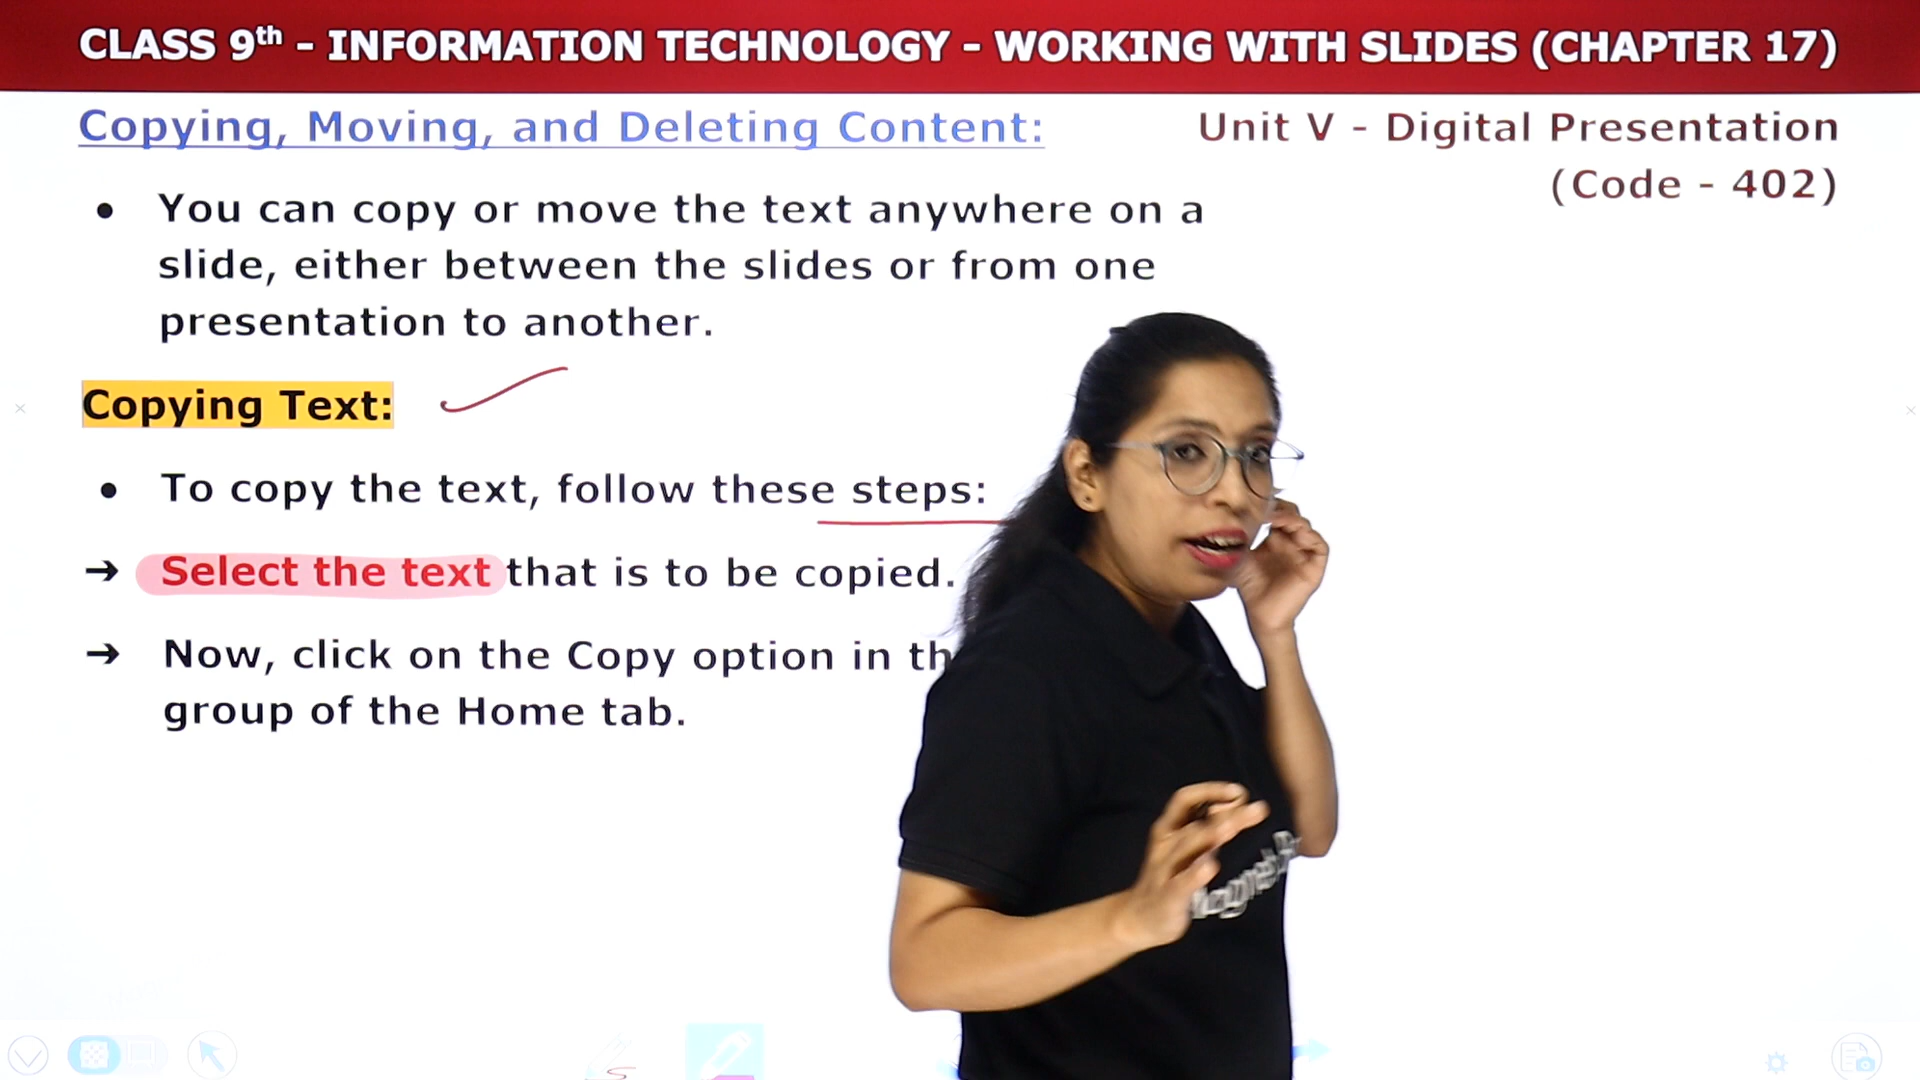 CLASS 9th - INFORMATION TECHNOLOGY - WORKING WITH SLIDES (CHAPTER 17)
Copying, Moving, and Deleting Content:
Unit V - Digital Presentation
(Code - 402)
● You can copy or move the text anywhere on a
slide, either between the slides or from one
presentation to another.
Copying Text:
● To copy the text, follow these steps:
➔ Select the text that is to be copied.
➔ Now, click on the Copy option in th
group of the Home tab.